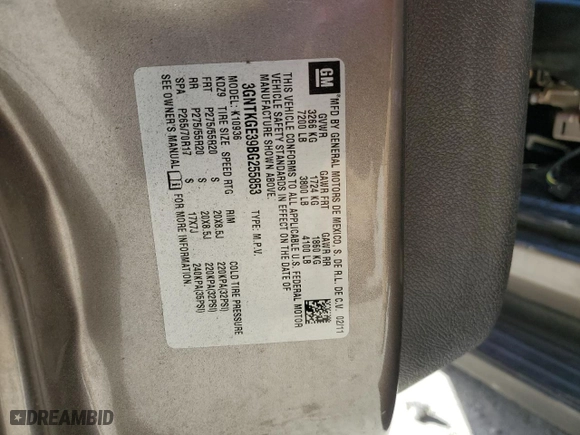 GM
*MFD BY GENERAL MOTORS DE MEXICO, S. DE R.L. DE C.V. 02/11
GVWR GAWR FRT GAWR RR
3266 KG 1724 KG 1860 KG
7200 LB 3800 LB 4100 LB
THIS VEHICLE CONFORMS TO ALL APPLICABLE U.S. FEDERAL MOTOR
VEHICLE SAFETY STANDARDS IN EFFECT ON THE DATE OF
MANUFACTURE SHOWN ABOVE.
3GNTKGE39BG255853 TYPE: M.P.V.
MODEL: K10936
KDZ9 TIRE SIZE SPEED RTG RIM COLD TIRE PRESSURE
FRT P275/55R20 S 20X8.5J 220KPA(32PSI)
RR P275/55R20 S 20X8.5J 220KPA(32PSI)
SPA P265/70R17 S 17X7J 240KPA(35PSI)
SEE OWNER'S MANUAL FOR MORE INFORMATION.
DREAMBID